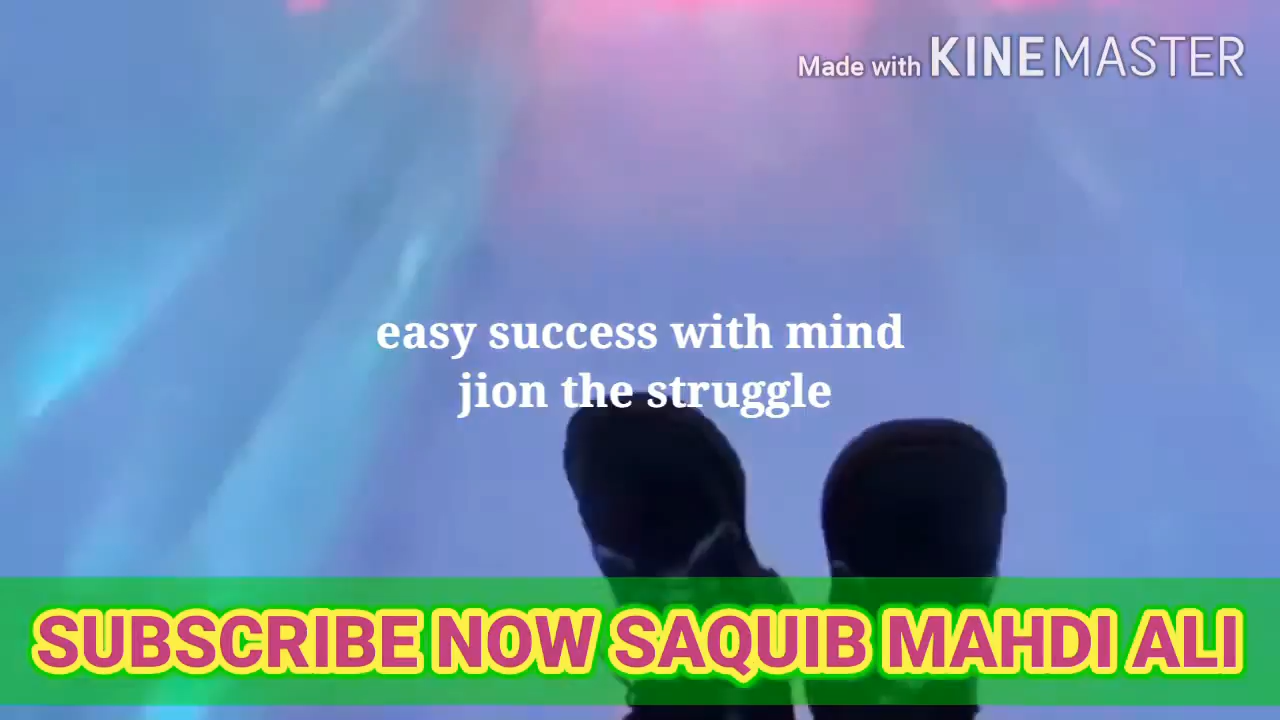 Made with KINEMASTER
easy success with mind
jion the struggle
SUBSCRIBE NOW SAQUIB MAHDI ALI